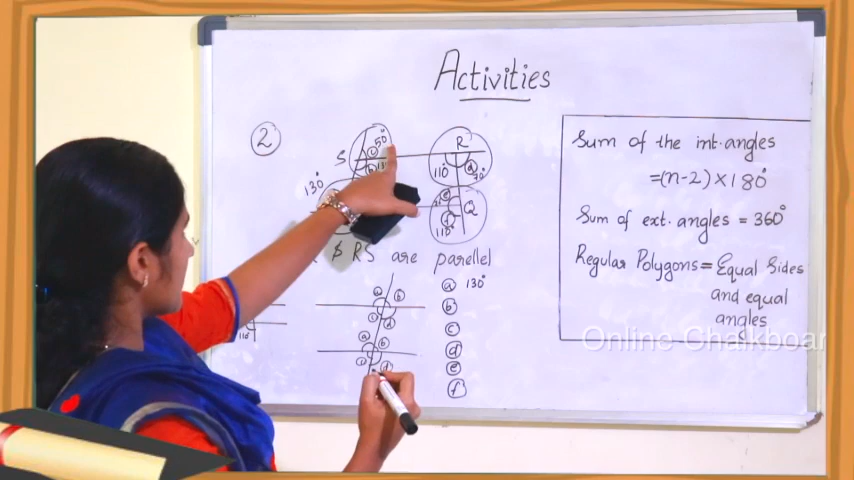 Activities
2
50°
S
R
c
b
130°
110°
d
70°
e
Q
f
110°
& RS are parellel
a 130°
b
c
d
e
f
a
b
c
d
a
b
c
d
110°
Sum of the int. angles
=(n-2)×180°
Sum of ext. angles = 360°
Regular Polygons = Equal Sides
and equal
angles
Online Chalkboar